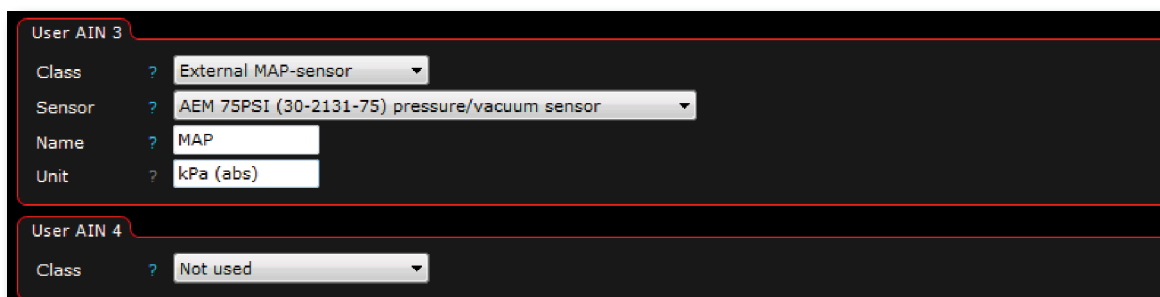 User AIN 3
Class ? External MAP-sensor
Sensor ? AEM 75PSI (30-2131-75) pressure/vacuum sensor
Name ? MAP
Unit ? kPa (abs)
User AIN 4
Class ? Not used